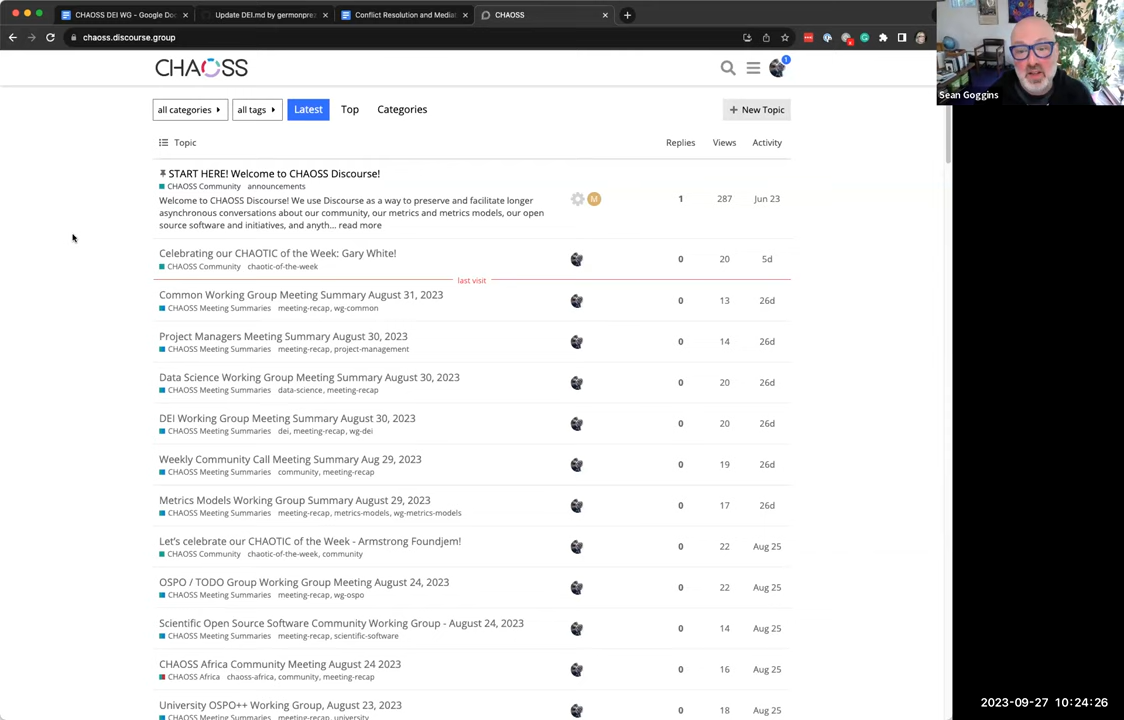 CHAOSS DEI WG - Google Do
Update DEI.md by germonpre
Conflict Resolution and Mediat
CHAOSS
chaoss.discourse.group
CHAOSS
1
Sean Goggins
all categories
all tags
Latest
Top
Categories
+ New Topic
Topic
Replies
Views
Activity
START HERE! Welcome to CHAOSS Discourse!
CHAOSS Community announcements
Welcome to CHAOSS Discourse! We use Discourse as a way to preserve and facilitate longer
asynchronous conversations about our community, our metrics and metrics models, our open
source software and initiatives, and anyth... read more
M
1
287
Jun 23
Celebrating our CHAOTIC of the Week: Gary White!
CHAOSS Community chaotic-of-the-week
0
20
5d
last visit
Common Working Group Meeting Summary August 31, 2023
CHAOSS Meeting Summaries meeting-recap, wg-common
0
13
26d
Project Managers Meeting Summary August 30, 2023
CHAOSS Meeting Summaries meeting-recap, project-management
0
14
26d
Data Science Working Group Meeting Summary August 30, 2023
CHAOSS Meeting Summaries data-science, meeting-recap
0
20
26d
DEI Working Group Meeting Summary August 30, 2023
CHAOSS Meeting Summaries dei, meeting-recap, wg-dei
0
20
26d
Weekly Community Call Meeting Summary Aug 29, 2023
CHAOSS Meeting Summaries community, meeting-recap
0
19
26d
Metrics Models Working Group Summary August 29, 2023
CHAOSS Meeting Summaries meeting-recap, metrics-models, wg-metrics-models
0
17
26d
Let's celebrate our CHAOTIC of the Week - Armstrong Foundjem!
CHAOSS Community chaotic-of-the-week, community
0
22
Aug 25
OSPO / TODO Group Working Group Meeting August 24, 2023
CHAOSS Meeting Summaries meeting-recap, wg-ospo
0
22
Aug 25
Scientific Open Source Software Community Working Group - August 24, 2023
CHAOSS Meeting Summaries meeting-recap, scientific-software
0
14
Aug 25
CHAOSS Africa Community Meeting August 24 2023
CHAOSS Africa chaoss-africa, community, meeting-recap
0
16
Aug 25
University OSPO++ Working Group, August 23, 2023
CHAOSS Meeting Summaries meeting-recap, university
0
18
Aug 25
2023-09-27 10:24:26